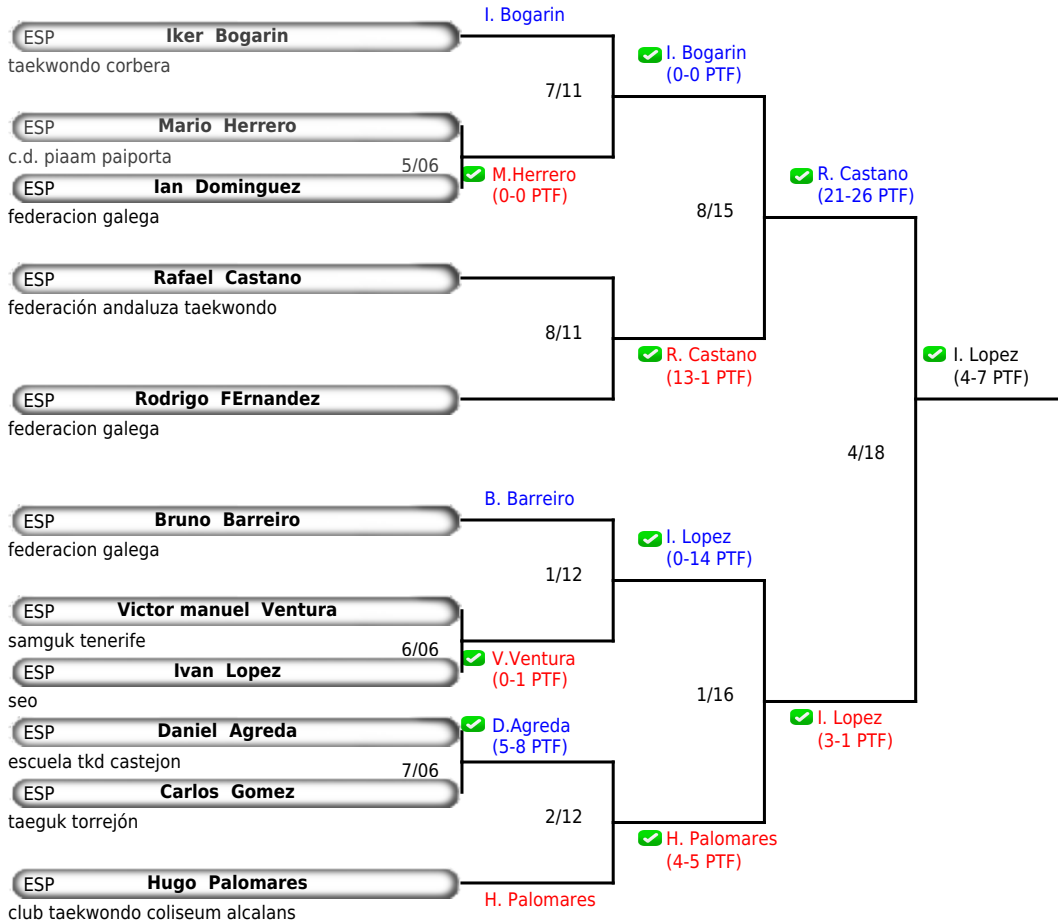 I. Bogarin
ESP Iker Bogarin
taekwondo corbera
I. Bogarin
(0-0 PTF)
7/11
ESP Mario Herrero
c.d. piaam paiporta
5/06
M.Herrero
(0-0 PTF)
ESP Ian Dominguez
federacion galega
R. Castano
(21-26 PTF)
8/15
ESP Rafael Castano
federación andaluza taekwondo
8/11
R. Castano
(13-1 PTF)
ESP Rodrigo FErnandez
federacion galega
I. Lopez
(4-7 PTF)
4/18
B. Barreiro
ESP Bruno Barreiro
federacion galega
I. Lopez
(0-14 PTF)
1/12
ESP Victor manuel Ventura
samguk tenerife
6/06
V.Ventura
(0-1 PTF)
ESP Ivan Lopez
seo
1/16
I. Lopez
(3-1 PTF)
ESP Daniel Agreda
escuela tkd castejon
D.Agreda
(5-8 PTF)
7/06
ESP Carlos Gomez
taeguk torrejón
2/12
H. Palomares
(4-5 PTF)
ESP Hugo Palomares
club taekwondo coliseum alcalans
H. Palomares